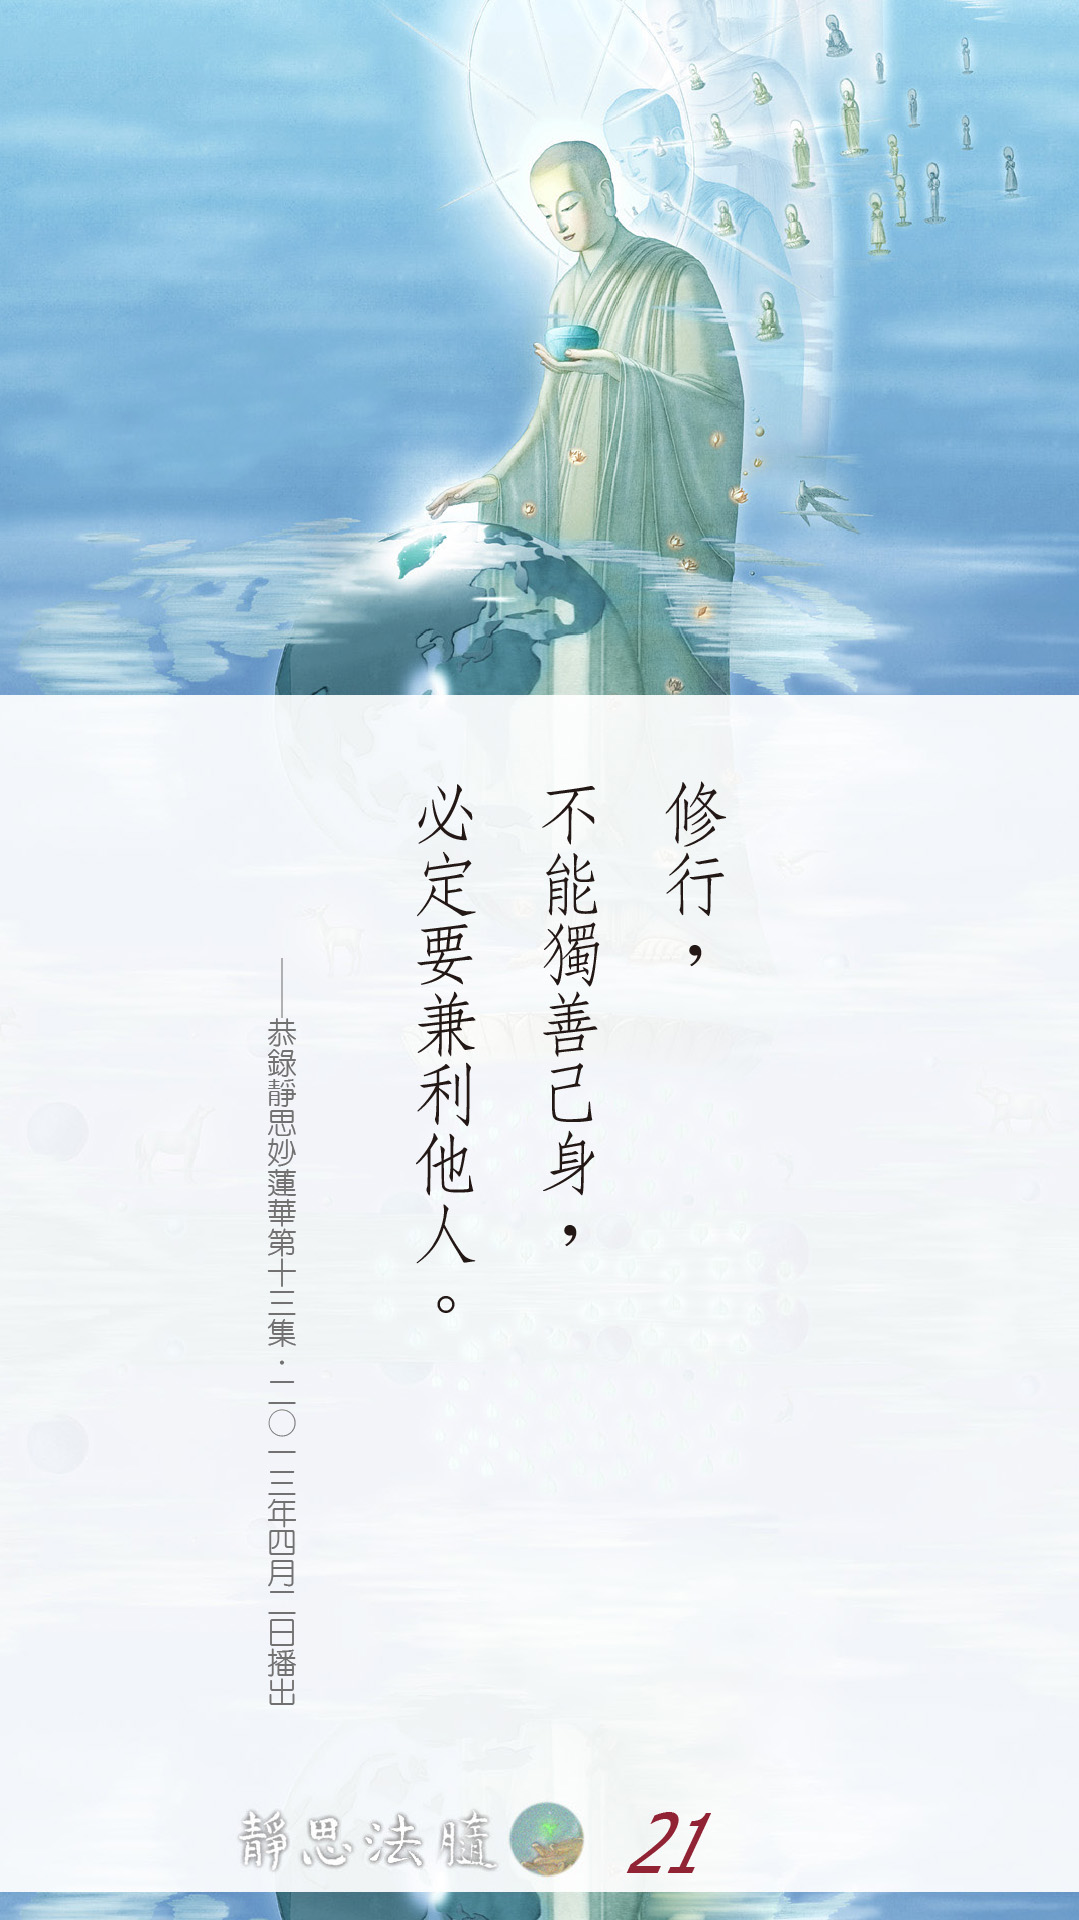 修行，
不能獨善己身，
必定要兼利他人。
——恭錄靜思妙蓮華第十三集．二〇一三年四月二日播出
靜思法髓
21